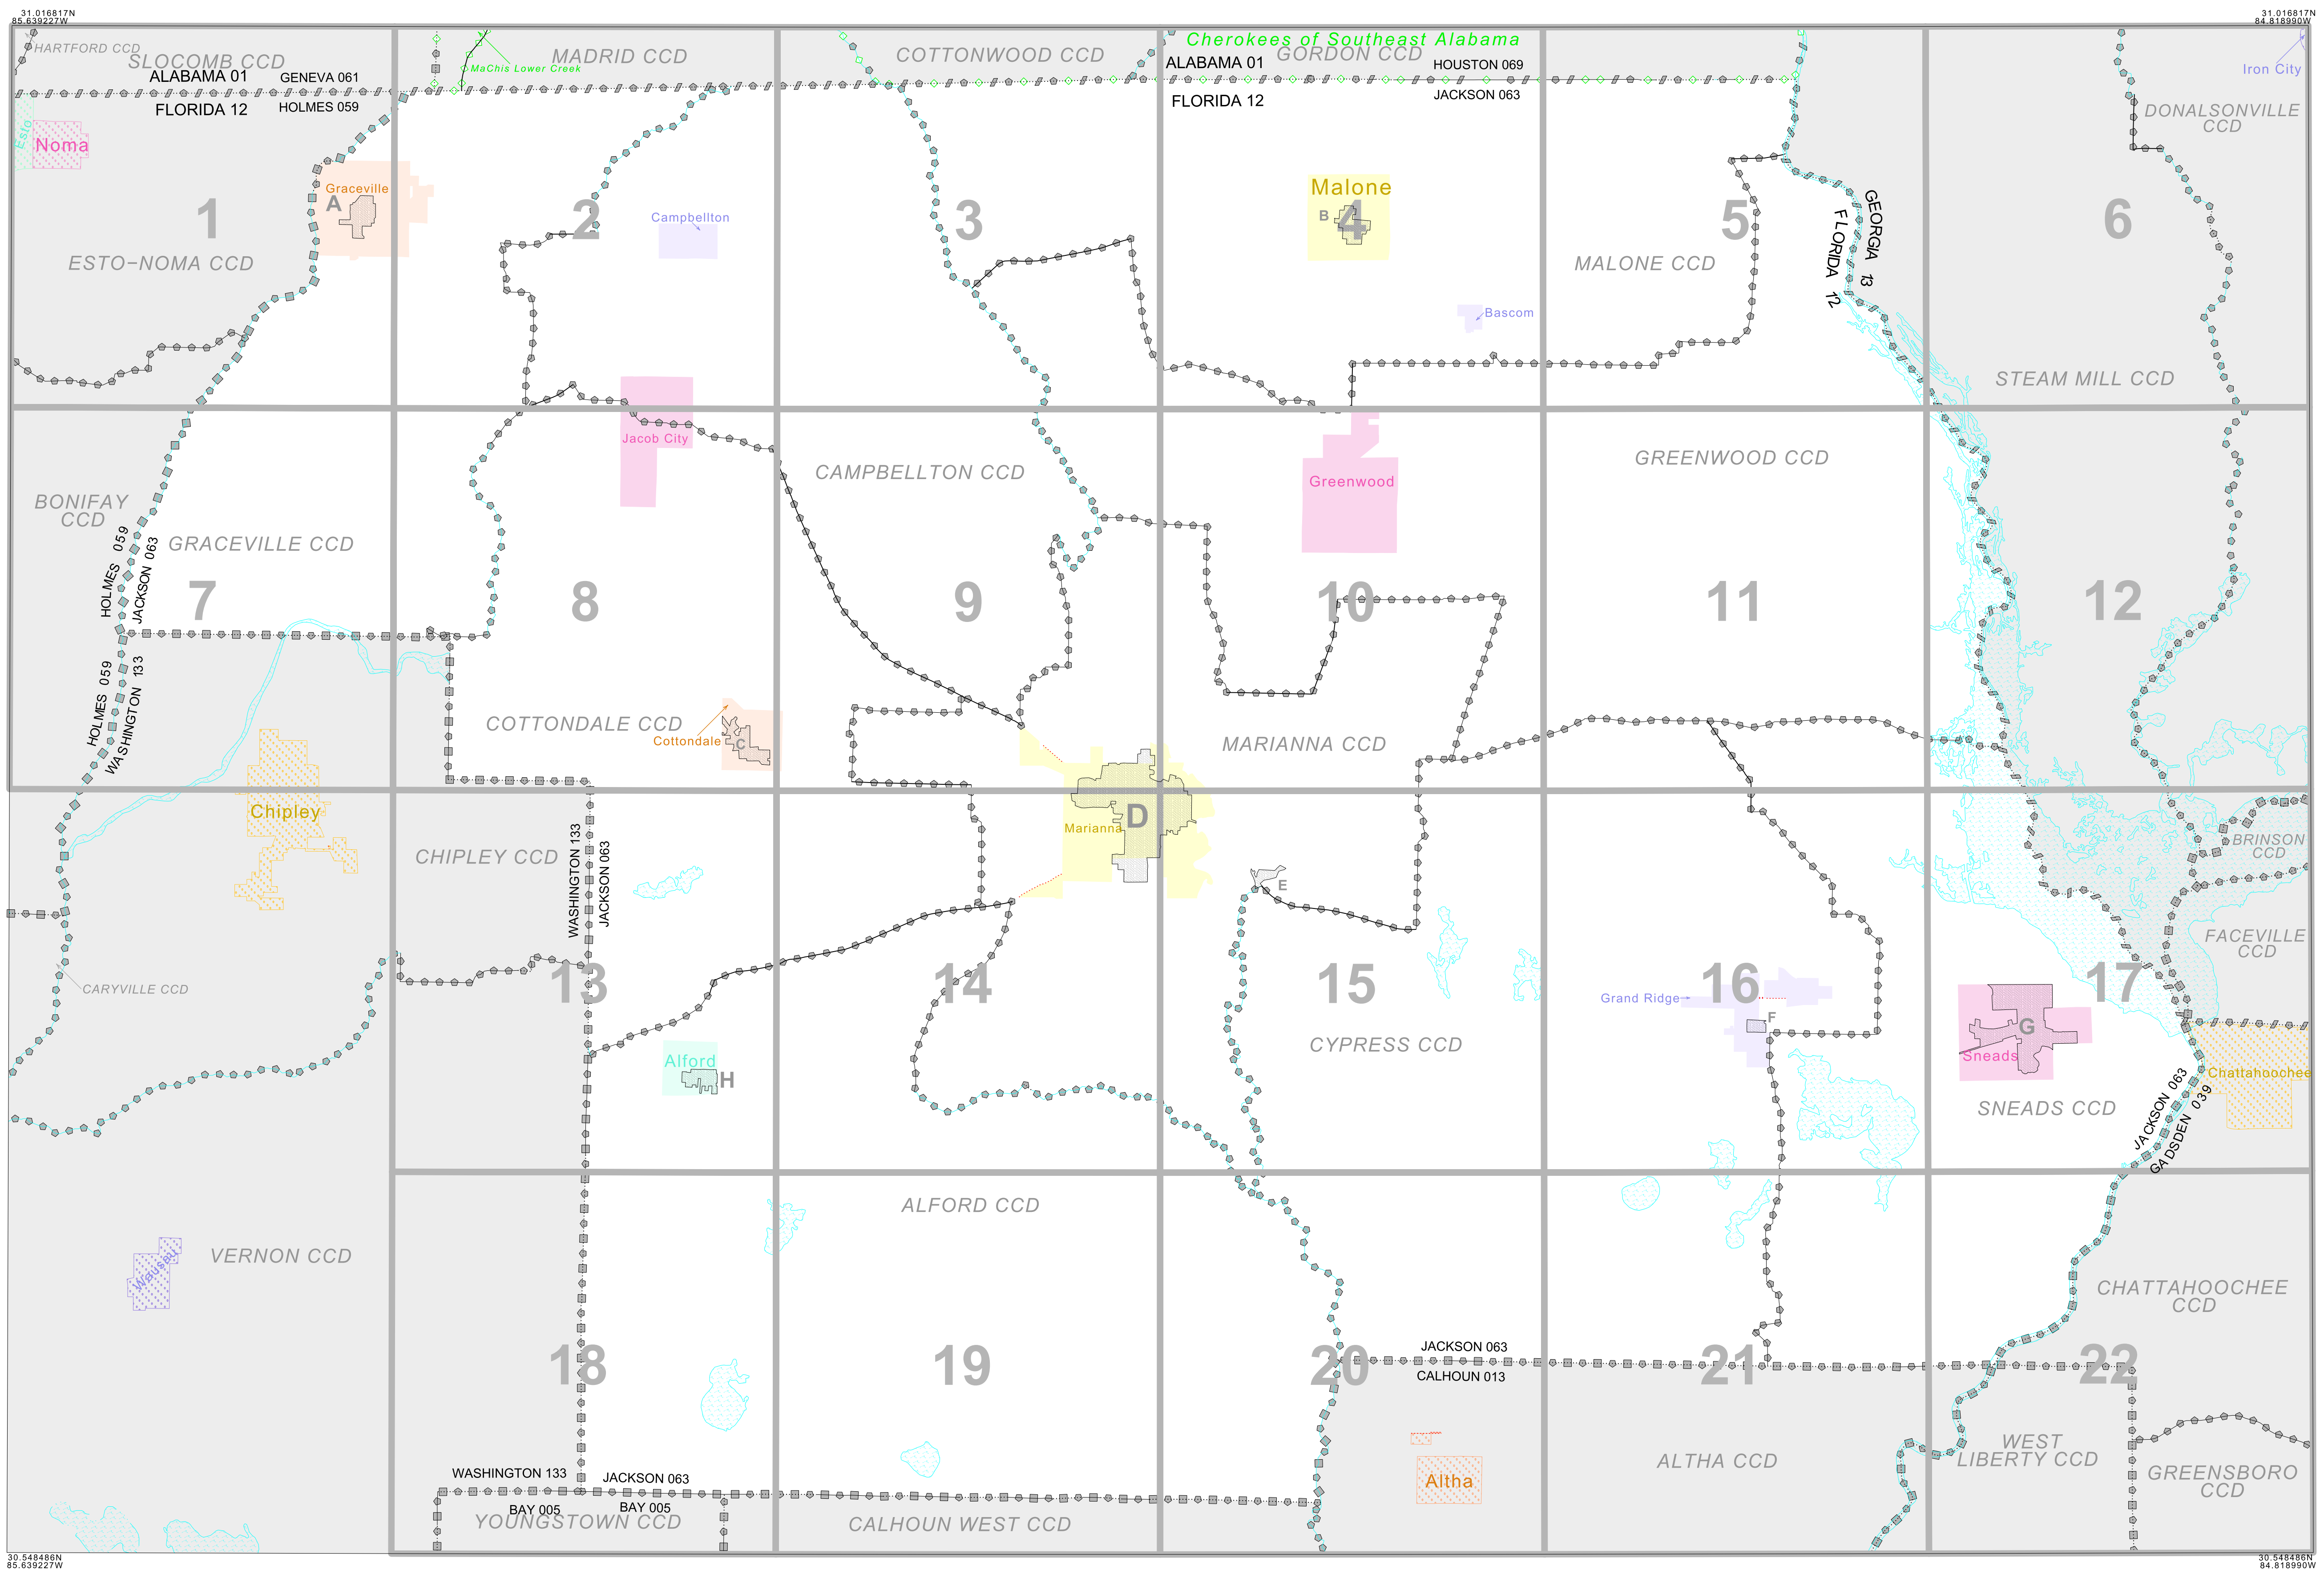 31.016817N
85.639227W
31.016817N
84.818990W
HARTFORD CCD
SLOCOMB CCD
MADRID CCD
COTTONWOOD CCD
Cherokees of Southeast Alabama
GORDON CCD
MaChis Lower Creek
Iron City
ALABAMA 01
GENEVA 061
ALABAMA 01
HOUSTON 069
FLORIDA 12
HOLMES 059
FLORIDA 12
JACKSON 063
DONALSONVILLE
CCD
Esto
Noma
Graceville
A
Campbellton
Malone
B
GEORGIA 13
FLORIDA 12
1
2
3
4
5
6
ESTO-NOMA CCD
MALONE CCD
Bascom
STEAM MILL CCD
Jacob City
CAMPBELLTON CCD
Greenwood
GREENWOOD CCD
BONIFAY
CCD
HOLMES 059
JACKSON 063
GRACEVILLE CCD
7
8
9
10
11
12
HOLMES 059
WASHINGTON 133
COTTONDALE CCD
Cottondale
C
MARIANNA CCD
Chipley
Marianna
D
CHIPLEY CCD
WASHINGTON 133
JACKSON 063
BRINSON
CCD
E
FACEVILLE
CCD
CARYVILLE CCD
13
14
15
16
17
Grand Ridge
F
G
Sneads
CYPRESS CCD
Alford
H
Chattahoochee
SNEADS CCD
JACKSON 063
GADSDEN 039
ALFORD CCD
Wausau
VERNON CCD
CHATTAHOOCHEE
CCD
18
19
20
21
22
JACKSON 063
CALHOUN 013
WASHINGTON 133
JACKSON 063
BAY 005
BAY 005
YOUNGSTOWN CCD
CALHOUN WEST CCD
Altha
ALTHA CCD
WEST
LIBERTY CCD
GREENSBORO
CCD
30.548486N
85.639227W
30.548486N
84.818990W